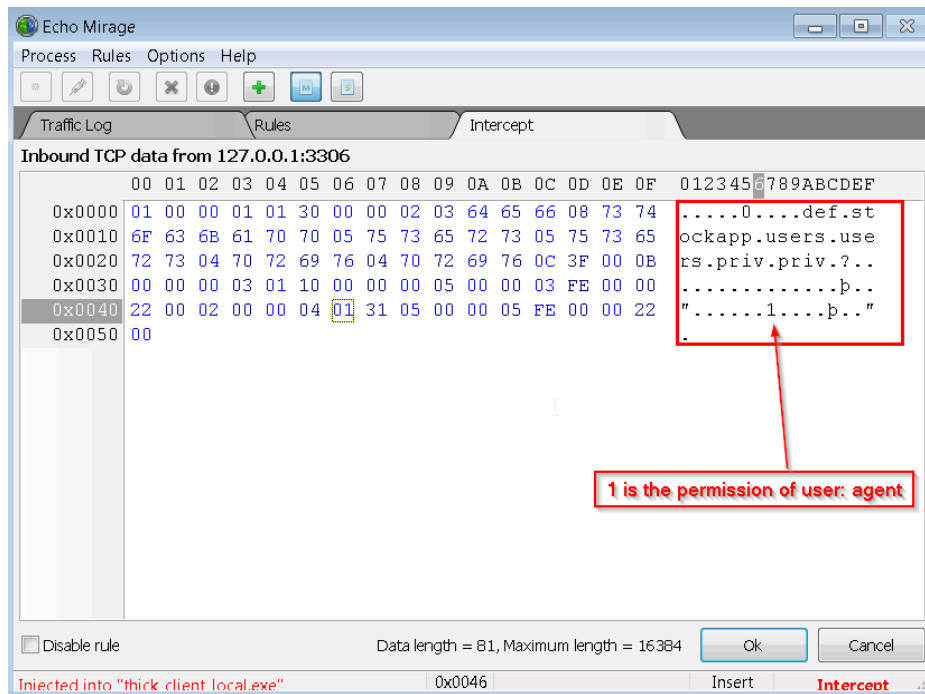 Echo Mirage
Process Rules Options Help
M S
Traffic Log Rules Intercept
Inbound TCP data from 127.0.0.1:3306
00 01 02 03 04 05 06 07 08 09 0A 0B 0C 0D 0E 0F 0123456789ABCDEF
0x0000 01 00 00 01 01 30 00 00 02 03 64 65 66 08 73 74 .....0....def.st
0x0010 6F 63 6B 61 70 70 05 75 73 65 72 73 05 75 73 65 ockapp.users.use
0x0020 72 73 04 70 72 69 76 04 70 72 69 76 0C 3F 00 0B rs.priv.priv.?..
0x0030 00 00 00 03 01 10 00 00 00 05 00 00 03 FE 00 00 .............þ..
0x0040 22 00 02 00 00 04 01 31 05 00 00 05 FE 00 00 22 "......1....þ.."
0x0050 00 .
1 is the permission of user: agent
Disable rule Data length = 81, Maximum length = 16384 Ok Cancel
Injected into "thick_client_local.exe" 0x0046 Insert Intercept